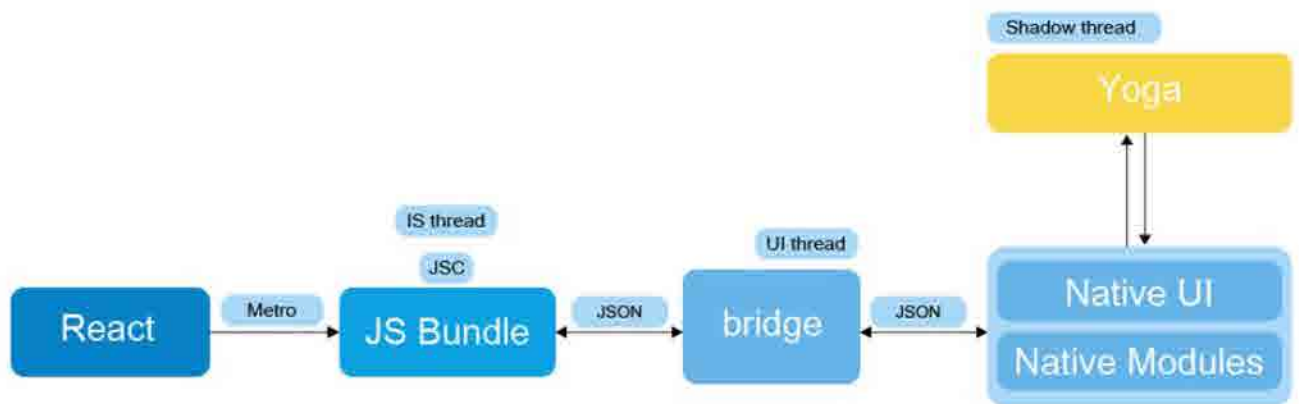 Shadow thread
Yoga
IS thread
JSC
UI thread
React
Metro
JS Bundle
JSON
bridge
JSON
Native UI
Native Modules